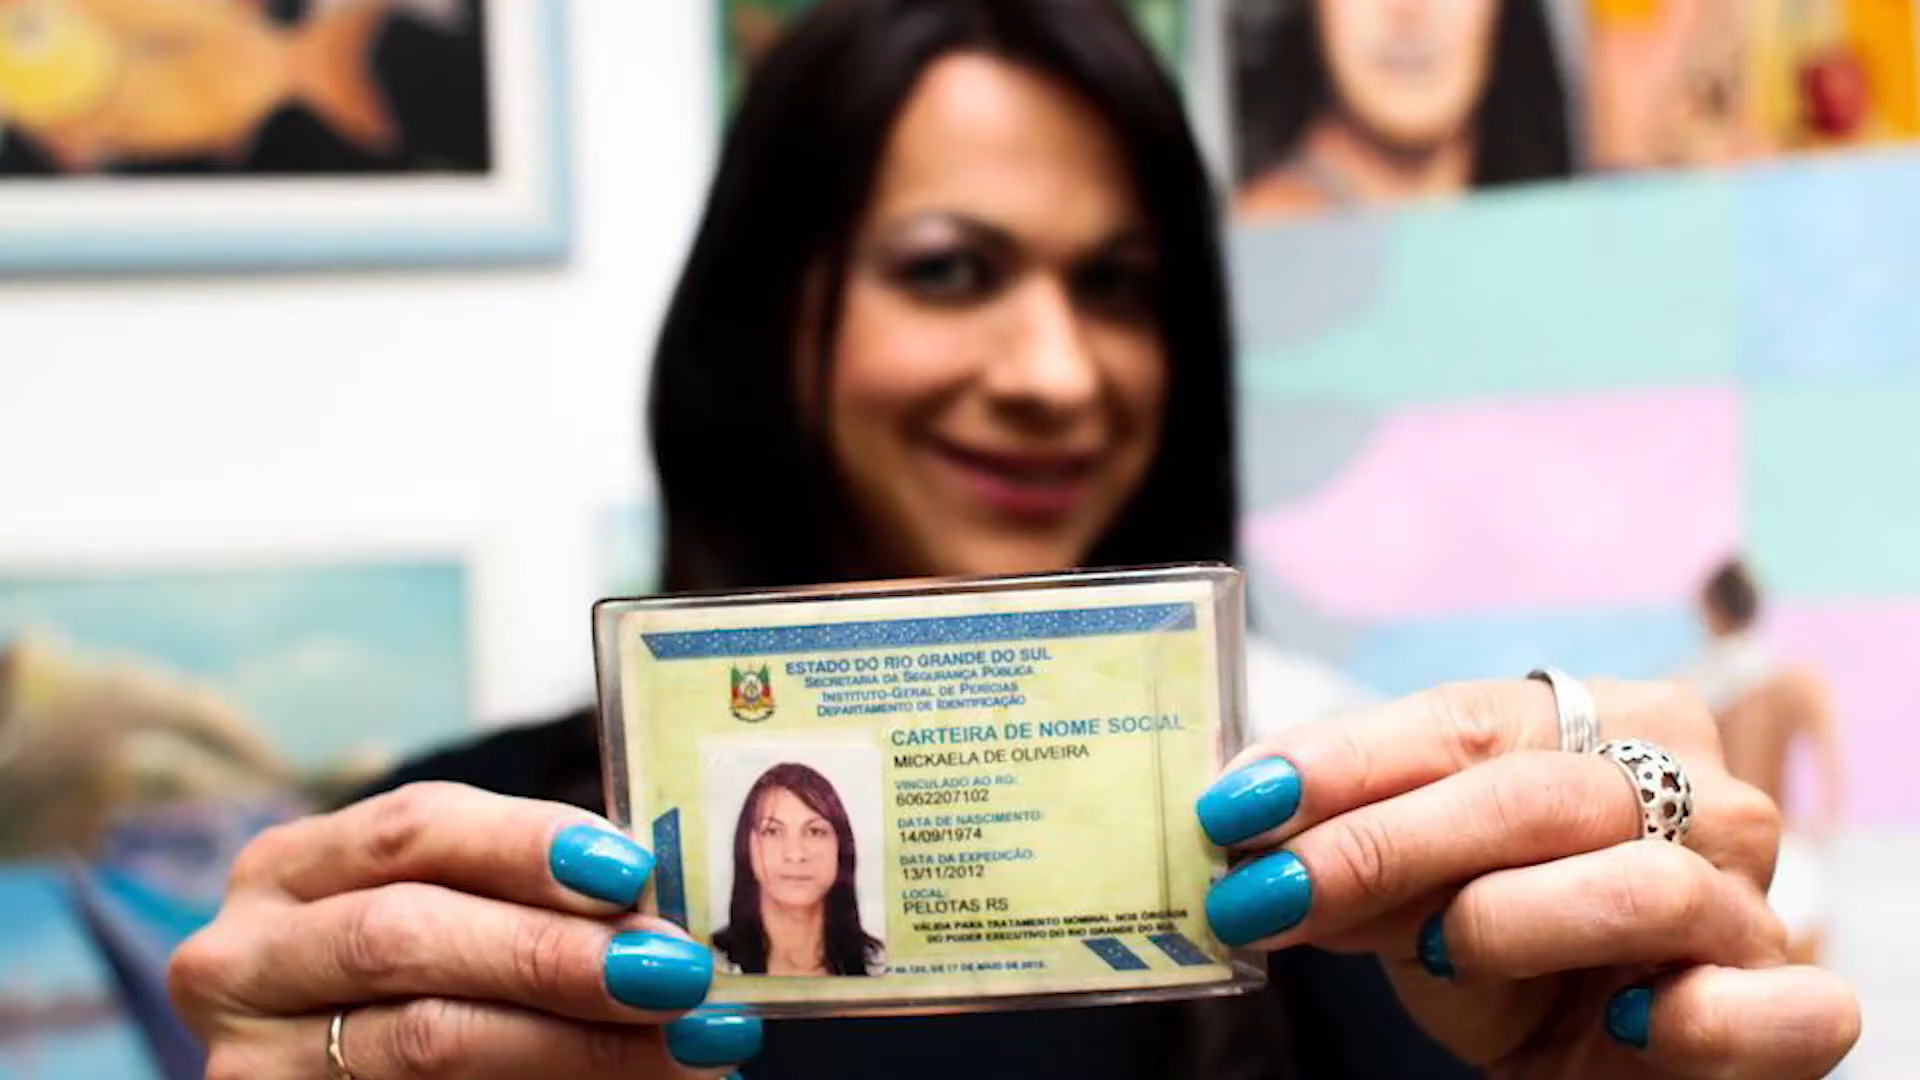 ESTADO DO RIO GRANDE DO SUL
SECRETARIA DA SEGURANÇA PÚBLICA
INSTITUTO-GERAL DE PERÍCIAS
DEPARTAMENTO DE IDENTIFICAÇÃO
CARTEIRA DE NOME SOCIAL
MICKAELA DE OLIVEIRA
VINCULADO AO RG:
6062207102
DATA DE NASCIMENTO:
14/09/1974
DATA DA EXPEDIÇÃO:
13/11/2012
LOCAL:
PELOTAS RS
VÁLIDA PARA TRATAMENTO NOMINAL NOS ÓRGÃOS
DO PODER EXECUTIVO DO RIO GRANDE DO SUL
DE 17 DE MAIO DE 2012.